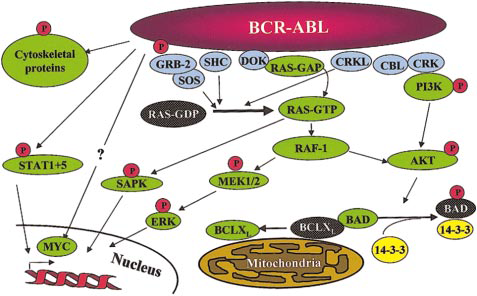 BCR-ABL
P
P
Cytoskeletal
proteins
GRB-2
SHC
SOS
DOK
RAS-GAP
CRKL
CBL
CRK
PI3K
P
RAS-GDP
RAS-GTP
P
STAT1+5
?
P
SAPK
P
MEK1/2
RAF-1
AKT
P
P
ERK
P
BAD
14-3-3
14-3-3
BCLXL
BCLXL
BAD
MYC
Nucleus
Mitochondria